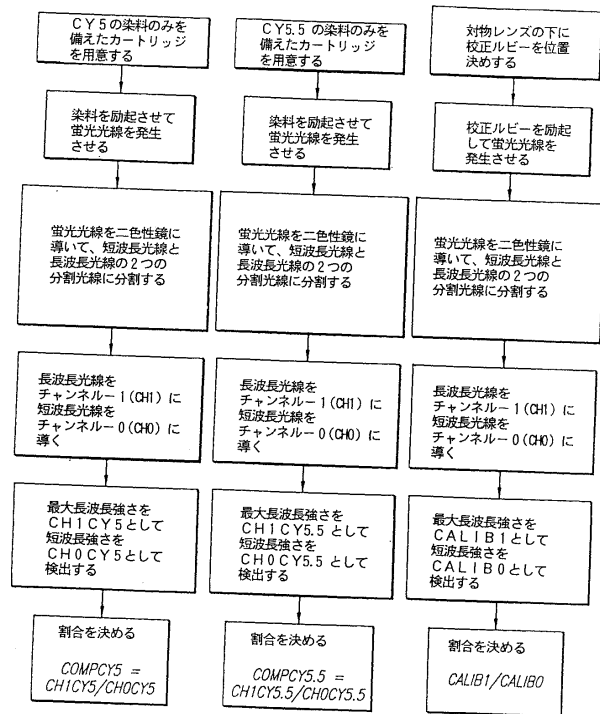 CY5の染料のみを
備えたカートリッジ
を用意する
染料を励起させて
蛍光光線を発生
させる
蛍光光線を二色性鏡に
導いて、短波長光線と
長波長光線の2つの
分割光線に分割する
長波長光線を
チャンネルー1(CH1)に
短波長光線を
チャンネルー0(CH0)に
導く
最大長波長強さを
CH1CY5として
短波長強さを
CH0CY5として
検出する
割合を決める
COMPCY5 =
CH1CY5/CH0CY5
CY5.5の染料のみを
備えたカートリッジ
を用意する
染料を励起させて
蛍光光線を発生
させる
蛍光光線を二色性鏡に
導いて、短波長光線と
長波長光線の2つの
分割光線に分割する
長波長光線を
チャンネルー1(CH1)に
短波長光線を
チャンネルー0(CH0)に
導く
最大長波長強さを
CH1CY5.5として
短波長強さを
CH0CY5.5として
検出する
割合を決める
COMPCY5.5 =
CH1CY5.5/CH0CY5.5
対物レンズの下に
校正ルビーを位置
決めする
校正ルビーを励起
して蛍光光線を
発生させる
蛍光光線を二色性鏡に
導いて、短波長光線と
長波長光線の2つの
分割光線に分割する
長波長光線を
チャンネルー1(CH1)に
短波長光線を
チャンネルー0(CH0)に
導く
最大長波長強さを
CALIB1として
短波長強さを
CALIB0として
検出する
割合を決める
CALIB1/CALIB0